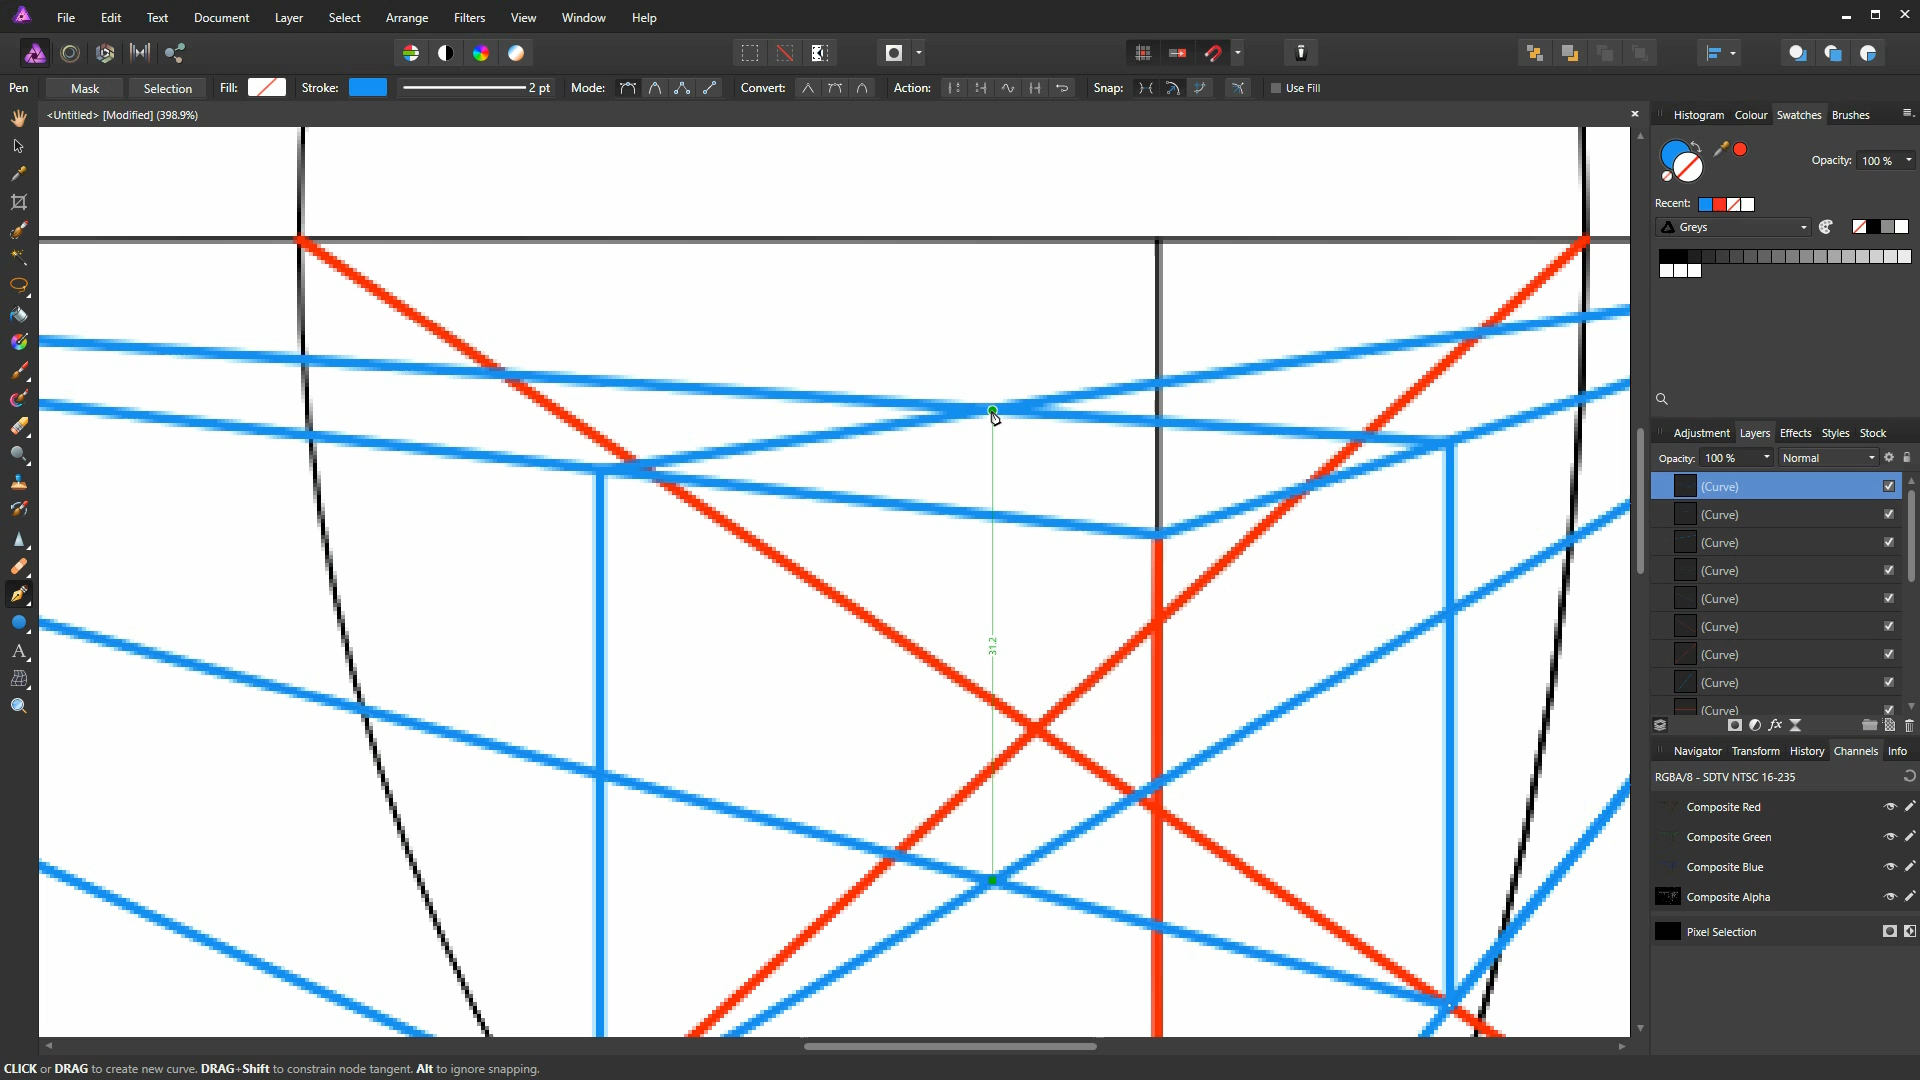 File Edit Text Document Layer Select Arrange Filters View Window Help
Pen Mask Selection Fill: Stroke: 2 pt Mode: Convert: Action: Snap: Use Fill
<Untitled> [Modified] (398.9%)
Histogram Colour Swatches Brushes
Opacity: 100 %
Recent:
Greys
Adjustment Layers Effects Styles Stock
Opacity: 100 % Normal
(Curve)
(Curve)
(Curve)
(Curve)
(Curve)
(Curve)
(Curve)
(Curve)
(Curve)
31.2
Navigator Transform History Channels Info
RGBA/8 - SDTV NTSC 16-235
Composite Red
Composite Green
Composite Blue
Composite Alpha
Pixel Selection
CLICK or DRAG to create new curve. DRAG+Shift to constrain node tangent. Alt to ignore snapping.